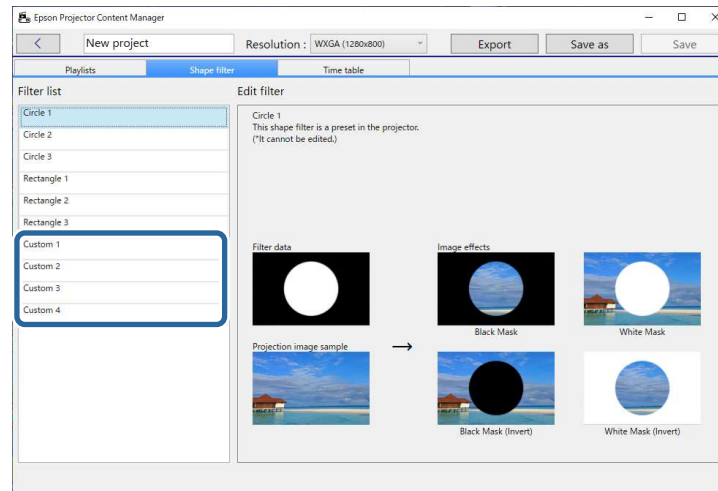 Epson Projector Content Manager
New project
Resolution : WXGA (1280x800)
Export
Save as
Save
Playlists
Shape filter
Time table
Filter list
Edit filter
Circle 1
Circle 2
Circle 3
Rectangle 1
Rectangle 2
Rectangle 3
Custom 1
Custom 2
Custom 3
Custom 4
Circle 1
This shape filter is a preset in the projector.
(*It cannot be edited.)
Filter data
Image effects
Black Mask
White Mask
Projection image sample
→
Black Mask (Invert)
White Mask (Invert)